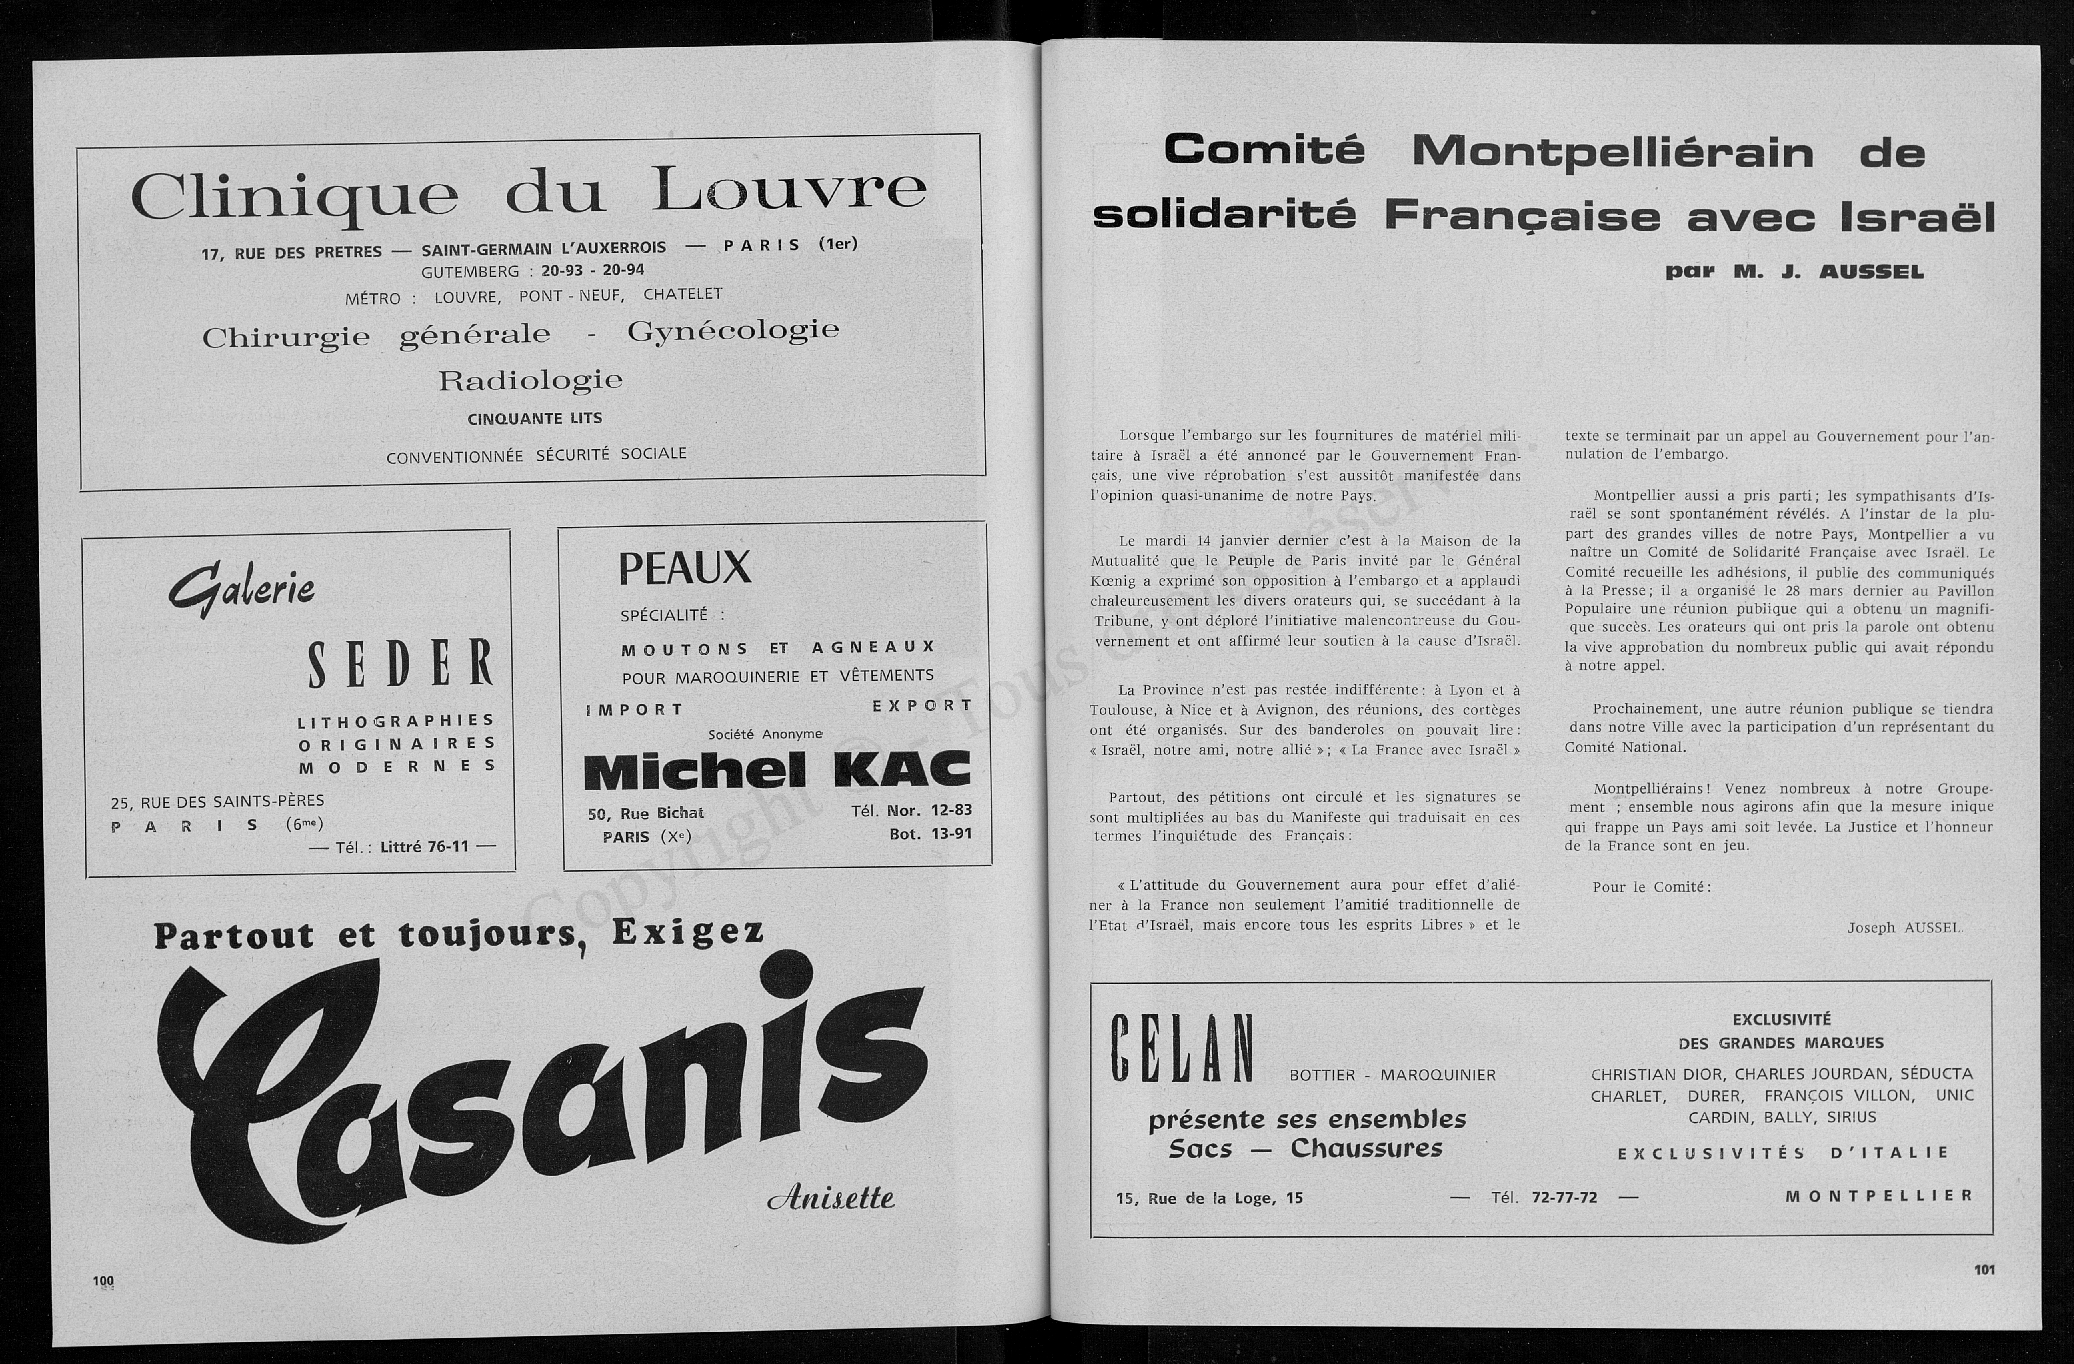 Clinique du Louvre
17, RUE DES PRETRES — SAINT-GERMAIN L'AUXERROIS — PARIS (1er)
GUTEMBERG : 20-93 - 20-94
MÉTRO : LOUVRE, PONT-NEUF, CHATELET
Chirurgie générale - Gynécologie
Radiologie
CINQUANTE LITS
CONVENTIONNÉE SÉCURITÉ SOCIALE
Galerie
SEDER
LITHOGRAPHIES
ORIGINAIRES
MODERNES
25, RUE DES SAINTS-PÈRES
PARIS (6me)
— Tél.: Littré 76-11 —
PEAUX
SPÉCIALITÉ :
MOUTONS ET AGNEAUX
POUR MAROQUINERIE ET VÊTEMENTS
IMPORT EXPORT
Société Anonyme
Michel KAC
50, Rue Bichat Tél. Nor. 12-83
PARIS (Xe) Bot. 13-91
Partout et toujours, Exigez
Casanis
Anisette
100
Comité Montpelliérain de
solidarité Française avec Israël
par M. J. AUSSEL
Lorsque l'embargo sur les fournitures de matériel mili-
taire à Israël a été annoncé par le Gouvernement Fran-
çais, une vive réprobation s'est aussitôt manifestée dans
l'opinion quasi-unanime de notre Pays.
Le mardi 14 janvier dernier c'est à la Maison de la
Mutualité que le Peuple de Paris invité par le Général
Kœnig a exprimé son opposition à l'embargo et a applaudi
chaleureusement les divers orateurs qui, se succédant à la
Tribune, y ont déploré l'initiative malencontreuse du Gou-
vernement et ont affirmé leur soutien à la cause d'Israël.
La Province n'est pas restée indifférente: à Lyon et à
Toulouse, à Nice et à Avignon, des réunions, des cortèges
ont été organisés. Sur des banderoles on pouvait lire:
« Israël, notre ami, notre allié »; « La France avec Israël »
Partout, des pétitions ont circulé et les signatures se
sont multipliées au bas du Manifeste qui traduisait en ces
termes l'inquiétude des Français:
« L'attitude du Gouvernement aura pour effet d'alié-
ner à la France non seulement l'amitié traditionnelle de
l'Etat d'Israël, mais encore tous les esprits Libres » et le
texte se terminait par un appel au Gouvernement pour l'an-
nulation de l'embargo.
Montpellier aussi a pris parti; les sympathisants d'Is-
raël se sont spontanément révélés. A l'instar de la plu-
part des grandes villes de notre Pays, Montpellier a vu
naître un Comité de Solidarité Française avec Israël. Le
Comité recueille les adhésions, il publie des communiqués
à la Presse; il a organisé le 28 mars dernier au Pavillon
Populaire une réunion publique qui a obtenu un magnifi-
que succès. Les orateurs qui ont pris la parole ont obtenu
la vive approbation du nombreux public qui avait répondu
à notre appel.
Prochainement, une autre réunion publique se tiendra
dans notre Ville avec la participation d'un représentant du
Comité National.
Montpelliérains! Venez nombreux à notre Groupe-
ment ; ensemble nous agirons afin que la mesure inique
qui frappe un Pays ami soit levée. La Justice et l'honneur
de la France sont en jeu.
Pour le Comité:
Joseph AUSSEL.
CELAN
BOTTIER - MAROQUINIER
présente ses ensembles
Sacs — Chaussures
EXCLUSIVITÉ
DES GRANDES MARQUES
CHRISTIAN DIOR, CHARLES JOURDAN, SÉDUCTA
CHARLET, DURER, FRANÇOIS VILLON, UNIC
CARDIN, BALLY, SIRIUS
EXCLUSIVITÉS D'ITALIE
15, Rue de la Loge, 15 — Tél. 72-77-72 — MONTPELLIER
101
Copyright © - Tous droits réservés.